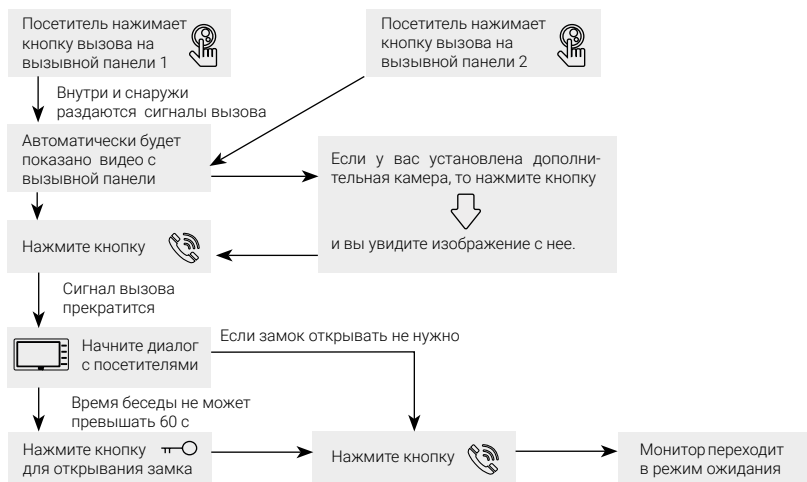 Посетитель нажимает
кнопку вызова на
вызывной панели 1
Посетитель нажимает
кнопку вызова на
вызывной панели 2
Внутри и снаружи
раздаются сигналы вызова
Автоматически будет
показано видео с
вызывной панели
Если у вас установлена дополни-
тельная камера, то нажмите кнопку
и вы увидите изображение с нее.
Нажмите кнопку
Сигнал вызова
прекратится
Начните диалог
с посетителями
Если замок открывать не нужно
Время беседы не может
превышать 60 с
Нажмите кнопку
для открывания замка
Нажмите кнопку
Монитор переходит
в режим ожидания